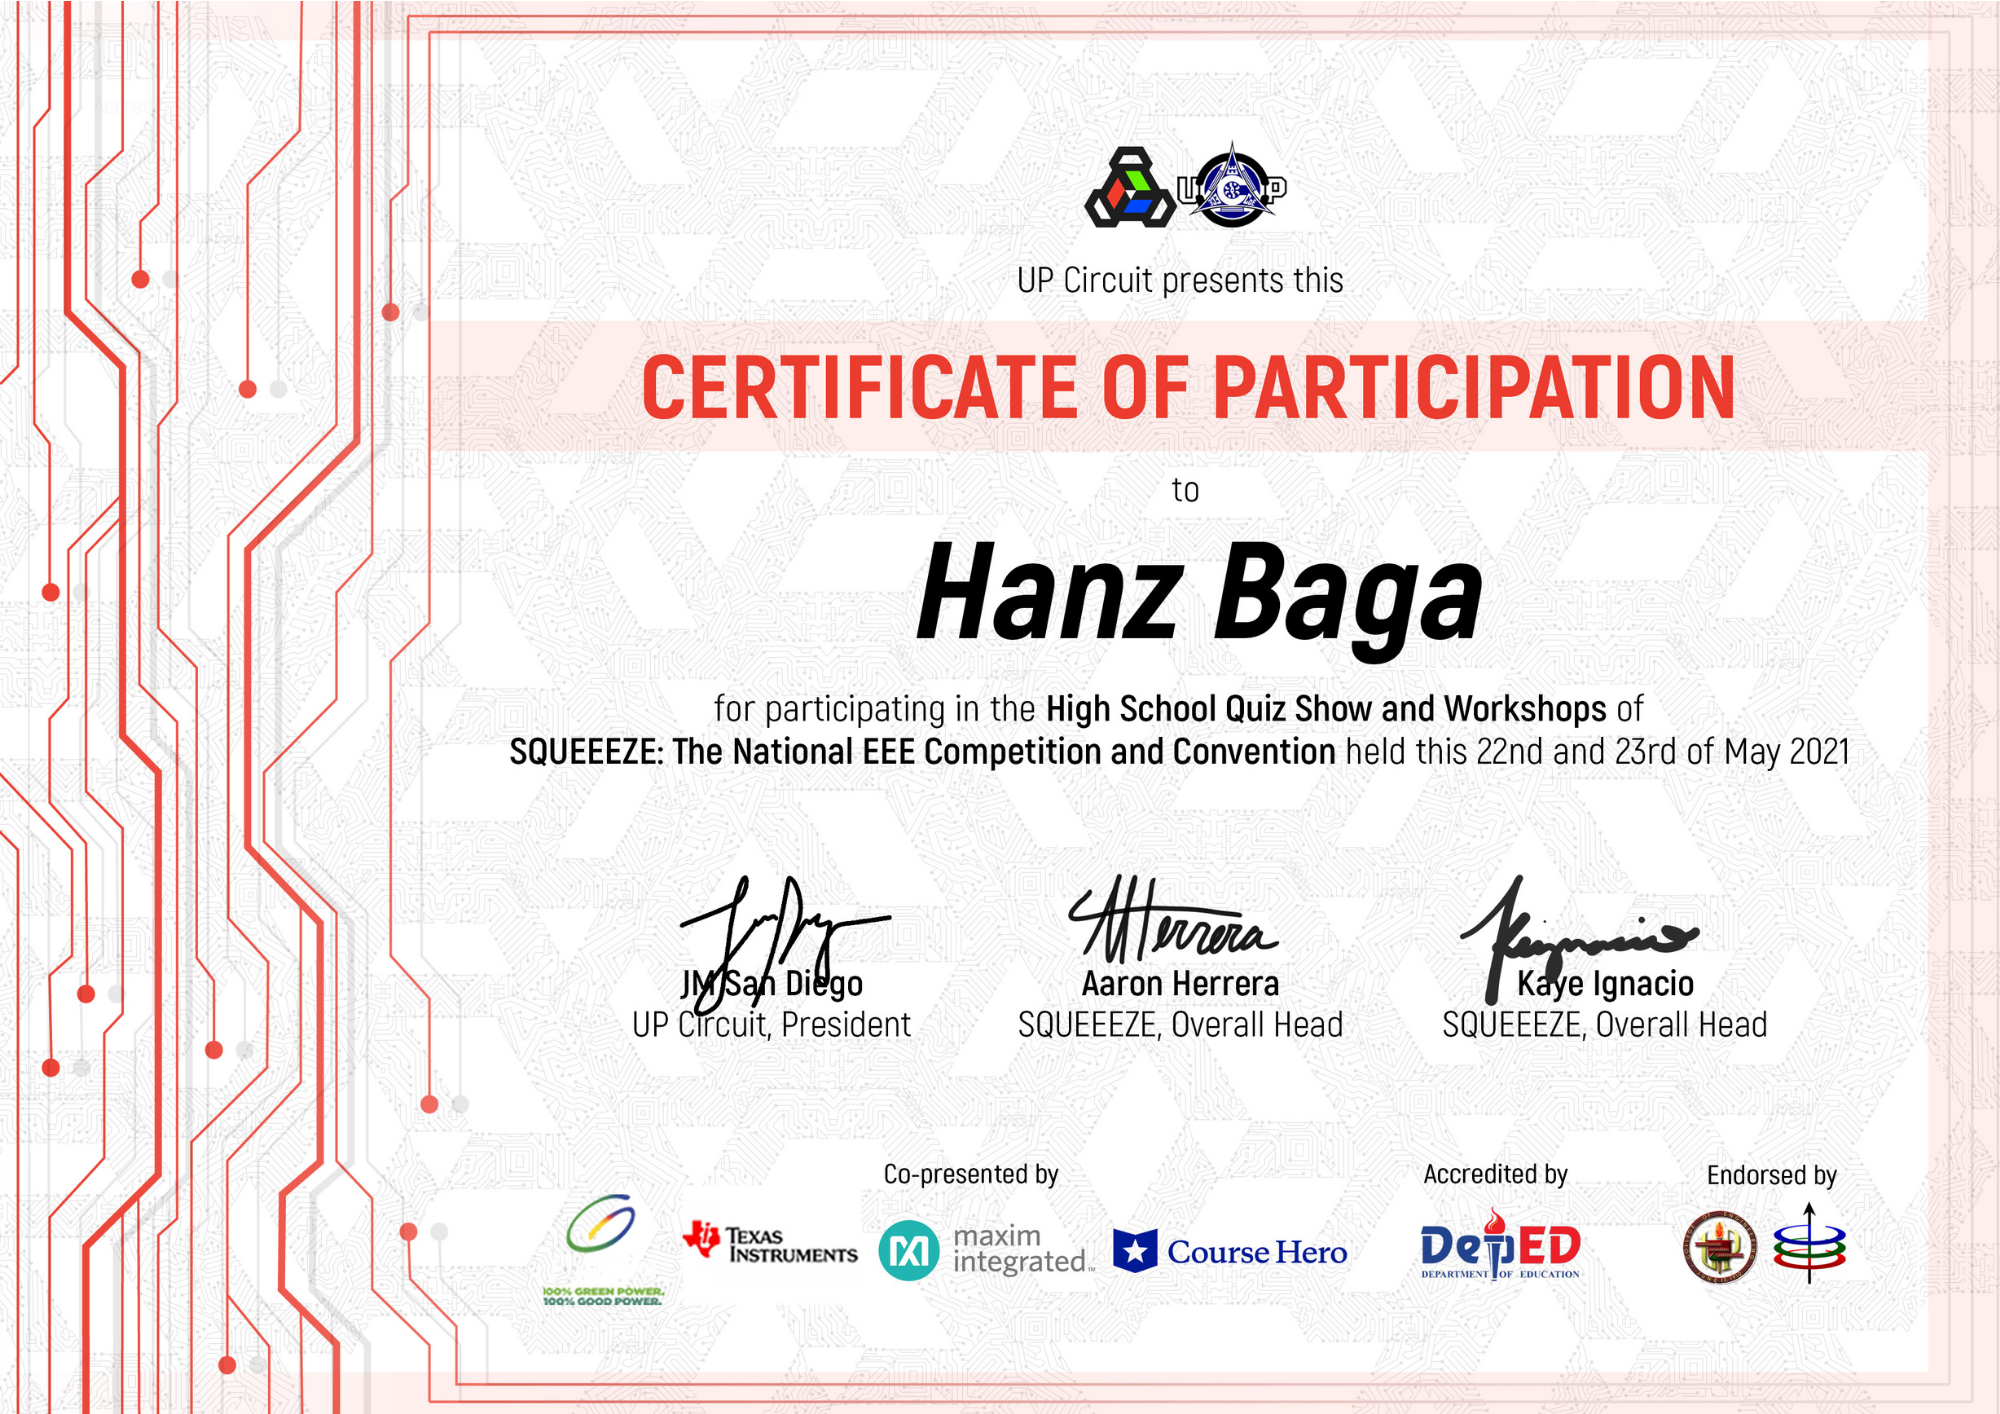 UP
UP Circuit presents this
CERTIFICATE OF PARTICIPATION
to
Hanz Baga
for participating in the High School Quiz Show and Workshops of
SQUEEEZE: The National EEE Competition and Convention held this 22nd and 23rd of May 2021
JM San Diego
UP Circuit, President
Aaron Herrera
SQUEEEZE, Overall Head
Kaye Ignacio
SQUEEEZE, Overall Head
Co-presented by
100% GREEN POWER.
100% GOOD POWER.
TEXAS
INSTRUMENTS
maxim
integrated™
Course Hero
Accredited by
DepED
DEPARTMENT OF EDUCATION
Endorsed by